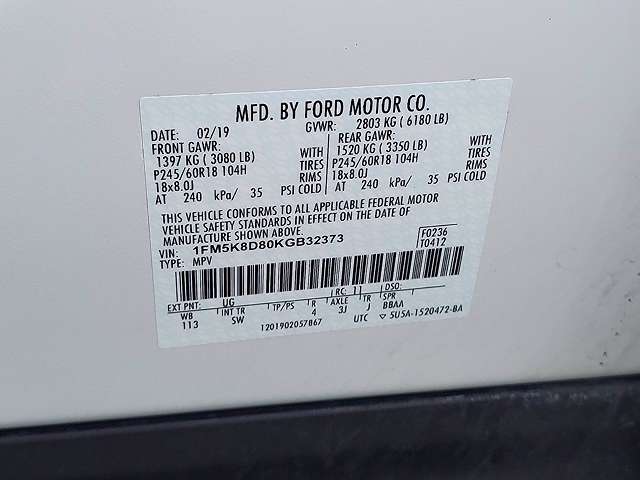 MFD. BY FORD MOTOR CO.
DATE: 02/19 GVWR: 2803 KG ( 6180 LB)
FRONT GAWR: REAR GAWR:
1397 KG ( 3080 LB) WITH 1520 KG ( 3350 LB) WITH
P245/60R18 104H TIRES P245/60R18 104H TIRES
18x8.0J RIMS 18x8.0J RIMS
AT 240 kPa/ 35 PSI COLD AT 240 kPa/ 35 PSI COLD
THIS VEHICLE CONFORMS TO ALL APPLICABLE FEDERAL MOTOR
VEHICLE SAFETY STANDARDS IN EFFECT ON THE DATE OF
MANUFACTURE SHOWN ABOVE.
VIN: 1FM5K8D80KGB32373 F0236
TYPE: MPV T0412
EXT PNT: UG RC: 11 DSO:
WB INT TR TP/PS R AXLE TR SPR
113 SW 4 3J J BBAA
1201902057867 UTC ▽ 5U5A-1520472-BA